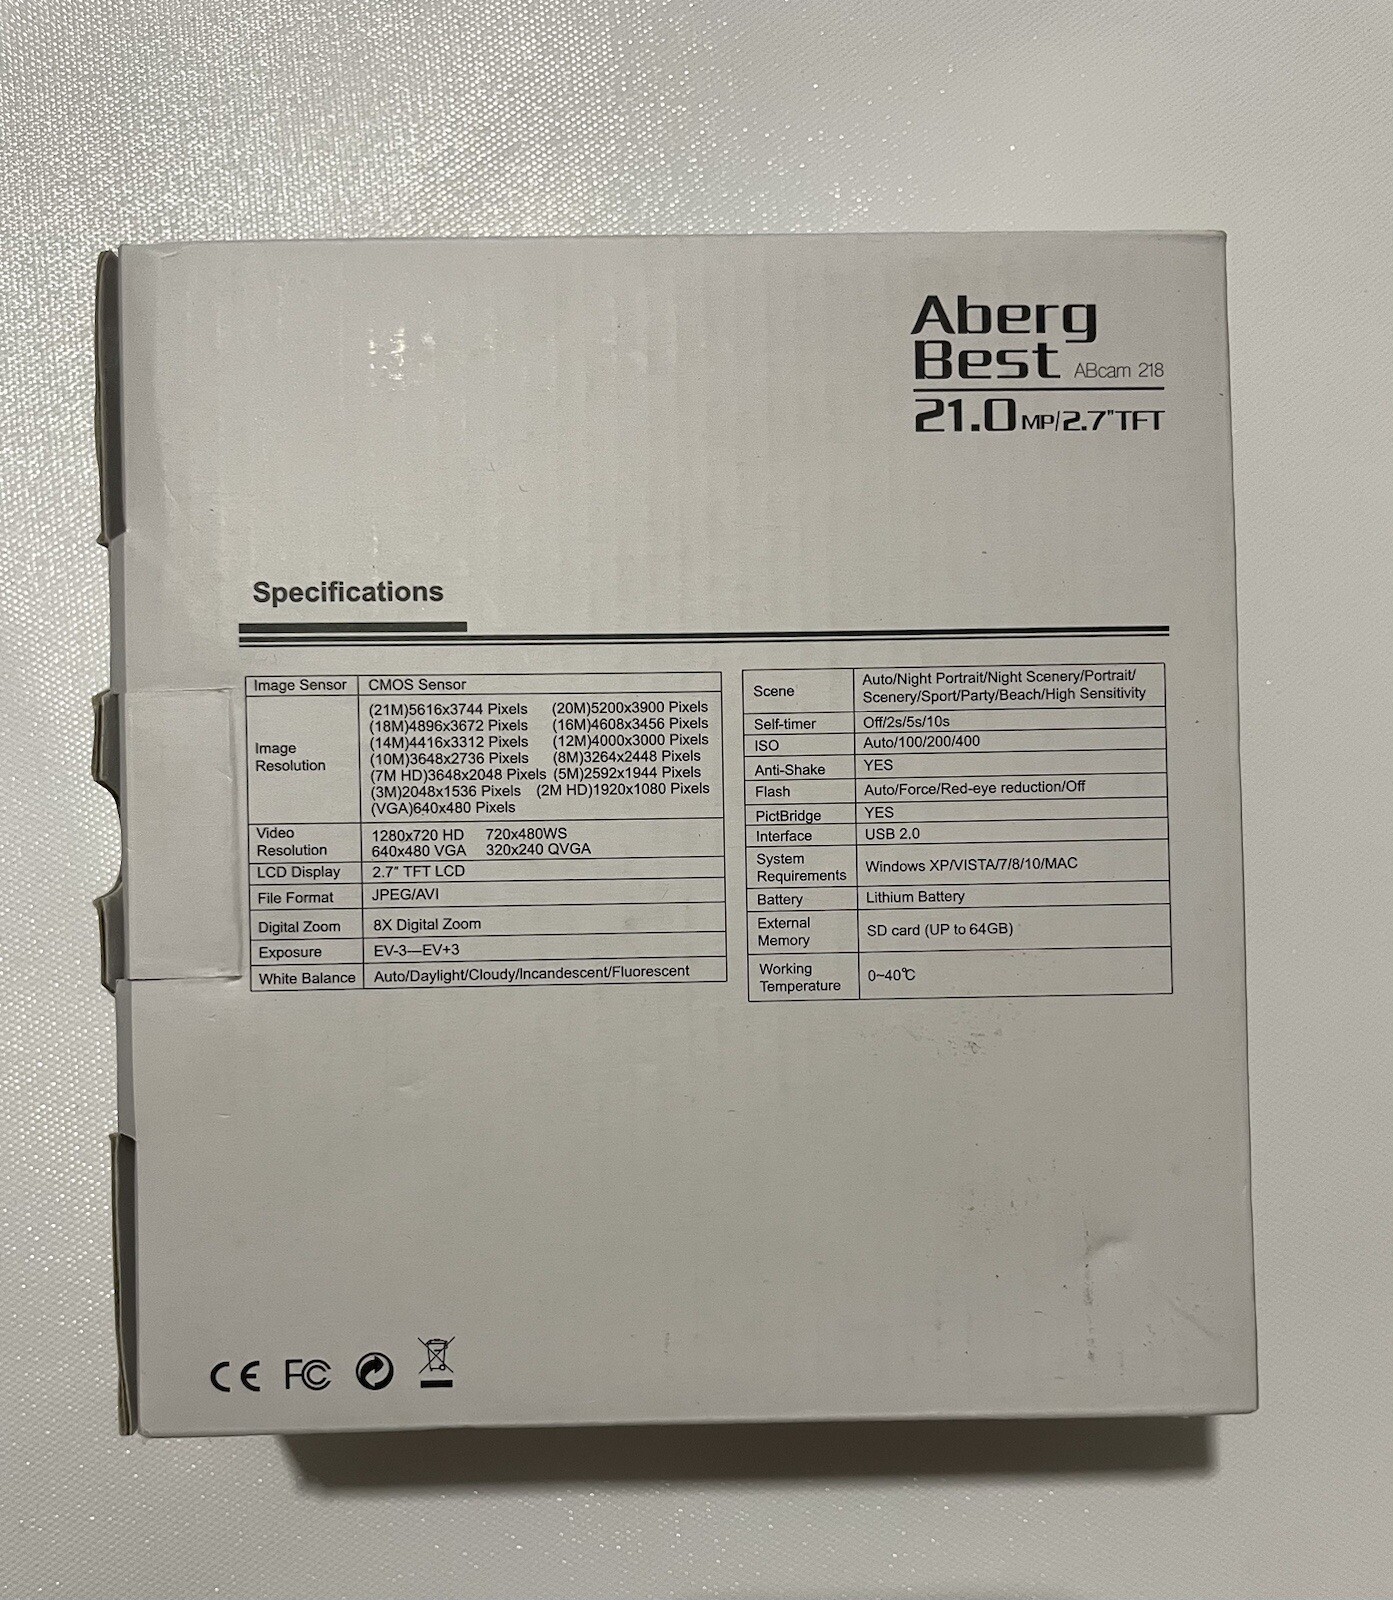 Aberg
Best ABcam 218
21.0 MP/2.7"TFT
Specifications
Image Sensor CMOS Sensor
Image Resolution
(21M)5616x3744 Pixels (20M)5200x3900 Pixels
(18M)4896x3672 Pixels (16M)4608x3456 Pixels
(14M)4416x3312 Pixels (12M)4000x3000 Pixels
(10M)3648x2736 Pixels (8M)3264x2448 Pixels
(7M HD)3648x2048 Pixels (5M)2592x1944 Pixels
(3M)2048x1536 Pixels (2M HD)1920x1080 Pixels
(VGA)640x480 Pixels
Video 1280x720 HD 720x480WS
Resolution 640x480 VGA 320x240 QVGA
LCD Display 2.7" TFT LCD
File Format JPEG/AVI
Digital Zoom 8X Digital Zoom
Exposure EV-3—EV+3
White Balance Auto/Daylight/Cloudy/Incandescent/Fluorescent
Scene
Auto/Night Portrait/Night Scenery/Portrait/
Scenery/Sport/Party/Beach/High Sensitivity
Self-timer Off/2s/5s/10s
ISO Auto/100/200/400
Anti-Shake YES
Flash Auto/Force/Red-eye reduction/Off
PictBridge YES
Interface USB 2.0
System
Requirements Windows XP/VISTA/7/8/10/MAC
Battery Lithium Battery
External
Memory SD card (UP to 64GB)
Working
Temperature 0~40℃
CE FC